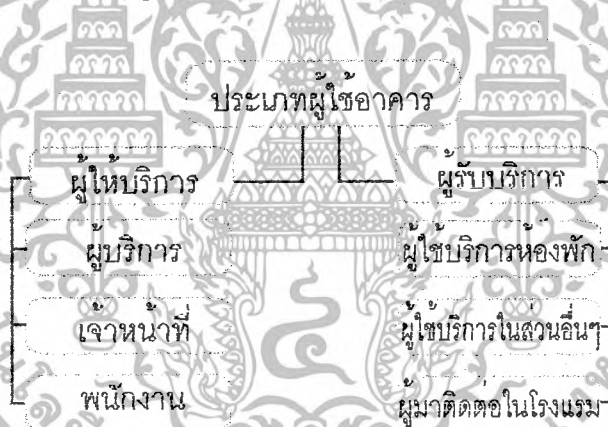 ประเภทผู้ใช้อาคาร
ผู้ให้บริการ
ผู้รับบริการ
ผู้บริการ
ผู้ใช้บริการห้องพัก
เจ้าหน้าที่
ผู้ใช้บริการในส่วนอื่นๆ
พนักงาน
ผู้มาติดต่อในโรงแรม